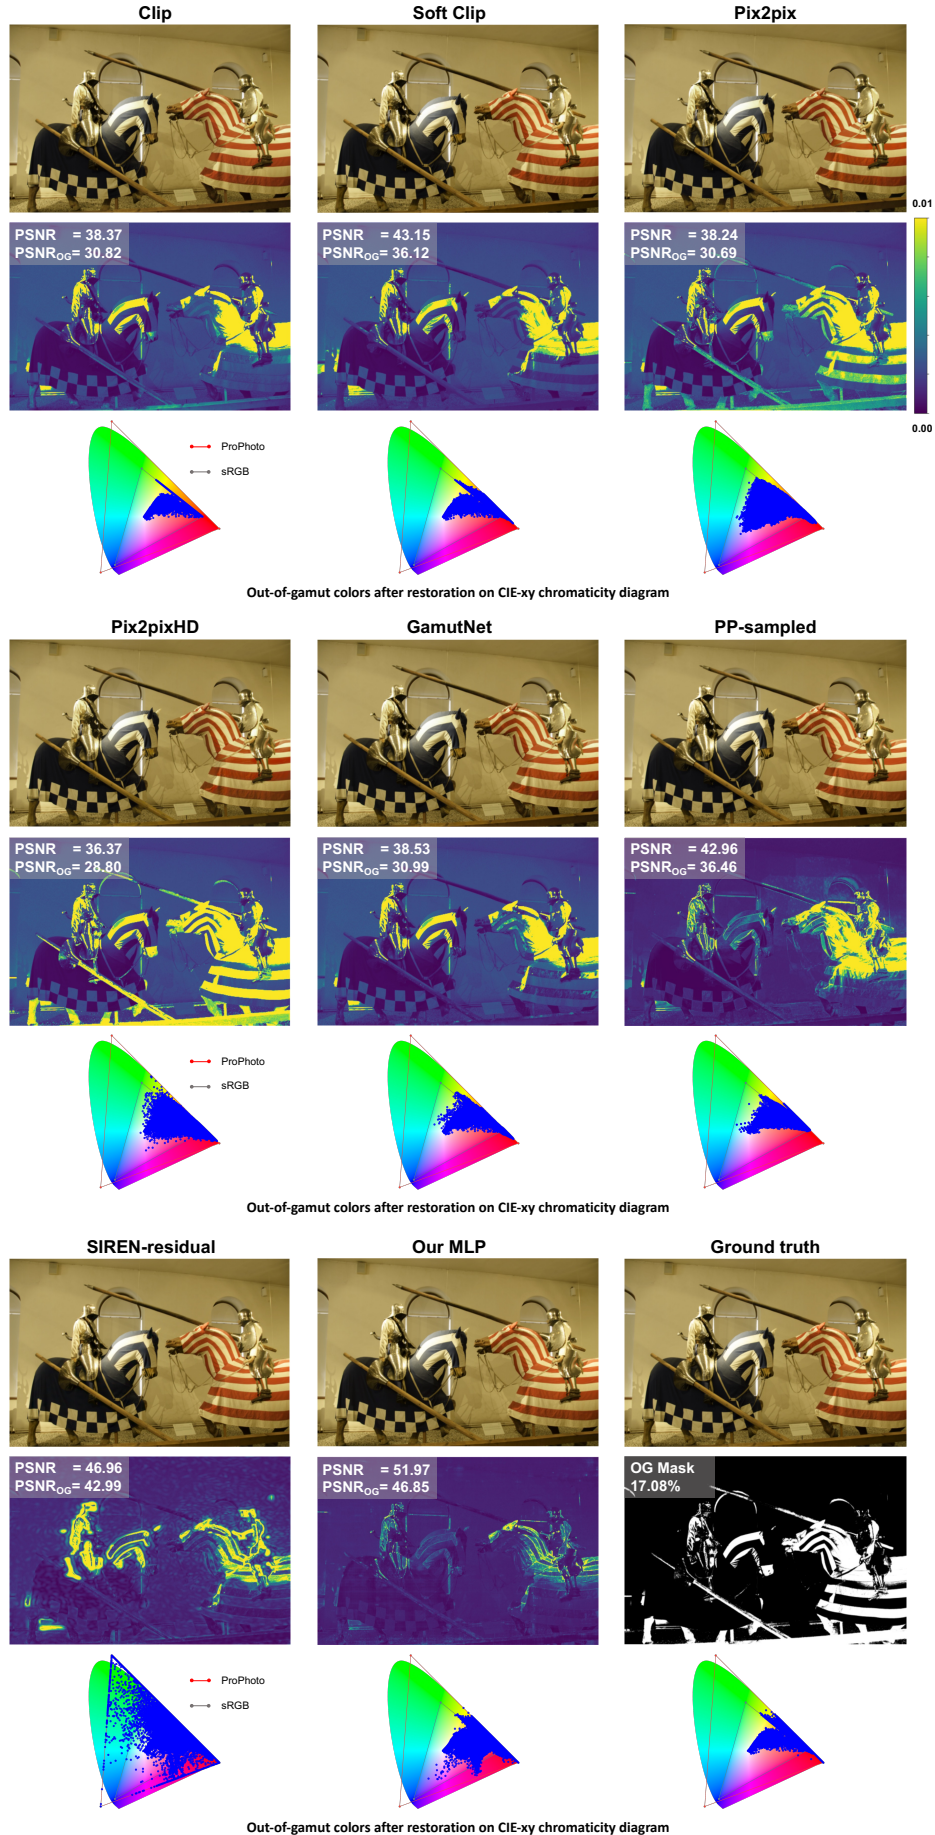 Clip
Soft Clip
Pix2pix
PSNR = 38.37
PSNROG= 30.82
PSNR = 43.15
PSNROG= 36.12
PSNR = 38.24
PSNROG= 30.69
0.01
0.00
ProPhoto
sRGB
Out-of-gamut colors after restoration on CIE-xy chromaticity diagram
Pix2pixHD
GamutNet
PP-sampled
PSNR = 36.37
PSNROG= 28.80
PSNR = 38.53
PSNROG= 30.99
PSNR = 42.96
PSNROG= 36.46
ProPhoto
sRGB
Out-of-gamut colors after restoration on CIE-xy chromaticity diagram
SIREN-residual
Our MLP
Ground truth
PSNR = 46.96
PSNROG= 42.99
PSNR = 51.97
PSNROG= 46.85
OG Mask
17.08%
ProPhoto
sRGB
Out-of-gamut colors after restoration on CIE-xy chromaticity diagram